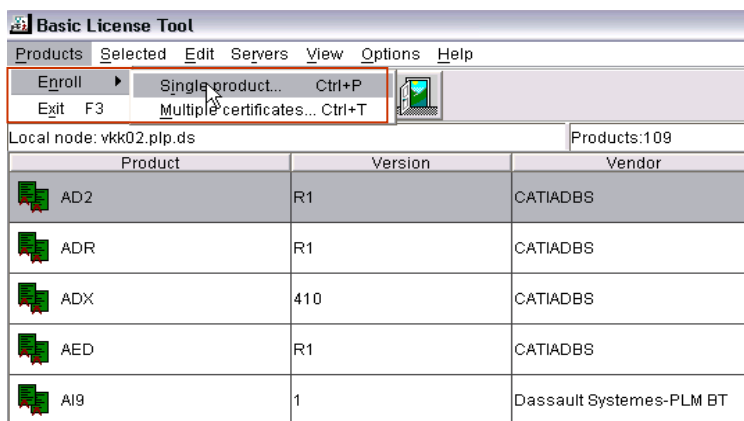 Basic License Tool
Products Selected Edit Servers View Options Help
Enroll Single product... Ctrl+P
Exit F3 Multiple certificates... Ctrl+T
Local node: vkk02.plp.ds Products:109
Product Version Vendor
AD2 R1 CATIADBS
ADR R1 CATIADBS
ADX 410 CATIADBS
AED R1 CATIADBS
AI9 1 Dassault Systemes-PLM BT